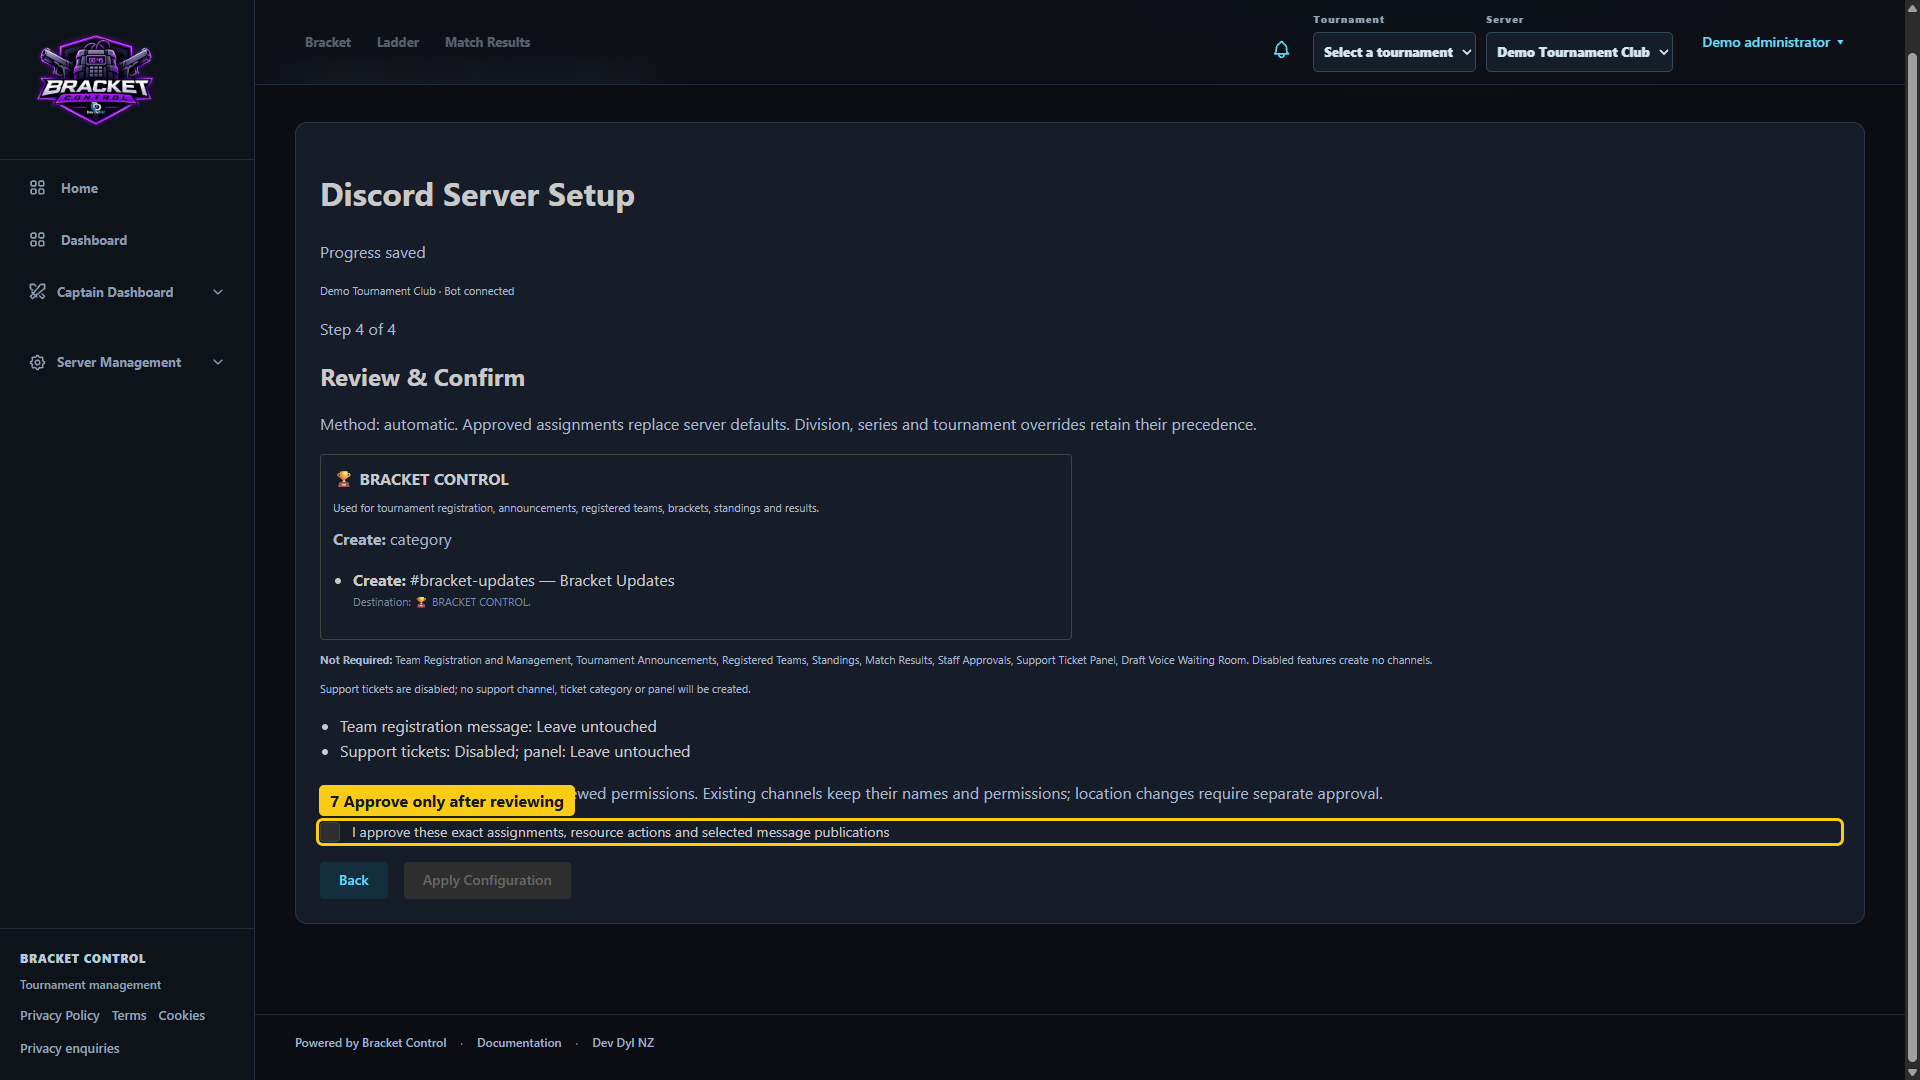 BRACKET
CONTROL
Bracket
Ladder
Match Results
Tournament
Select a tournament
Server
Demo Tournament Club
Demo administrator
Home
Dashboard
Captain Dashboard
Server Management
Discord Server Setup
Progress saved
Demo Tournament Club · Bot connected
Step 4 of 4
Review & Confirm
Method: automatic. Approved assignments replace server defaults. Division, series and tournament overrides retain their precedence.
🏆 BRACKET CONTROL
Used for tournament registration, announcements, registered teams, brackets, standings and results.
Create: category
• Create: #bracket-updates — Bracket Updates
Destination: 🏆 BRACKET CONTROL.
Not Required: Team Registration and Management, Tournament Announcements, Registered Teams, Standings, Match Results, Staff Approvals, Support Ticket Panel, Draft Voice Waiting Room. Disabled features create no channels.
Support tickets are disabled; no support channel, ticket category or panel will be created.
• Team registration message: Leave untouched
• Support tickets: Disabled; panel: Leave untouched
7 Approve only after reviewing
permissions. Existing channels keep their names and permissions; location changes require separate approval.
I approve these exact assignments, resource actions and selected message publications
Back
Apply Configuration
BRACKET CONTROL
Tournament management
Privacy Policy
Terms
Cookies
Privacy enquiries
Powered by Bracket Control · Documentation · Dev Dyl NZ